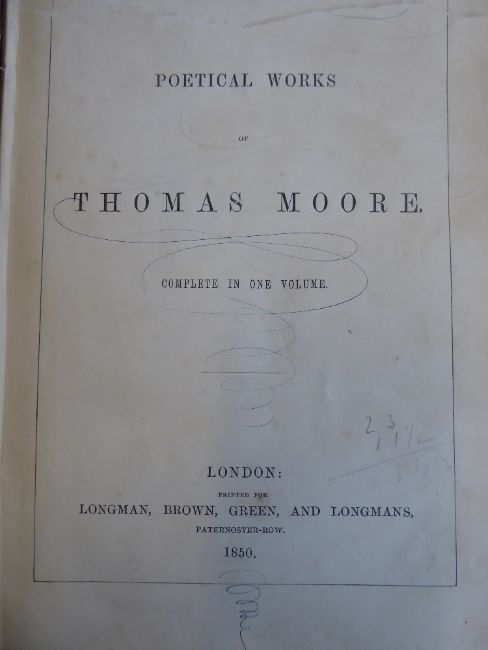 POETICAL WORKS
OF
THOMAS MOORE.
COMPLETE IN ONE VOLUME.
LONDON:
PRINTED FOR
LONGMAN, BROWN, GREEN, AND LONGMANS,
PATERNOSTER-ROW.
1850.